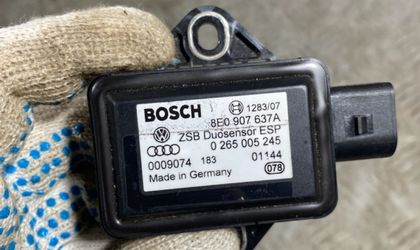 BOSCH 1283/07
8E0 907 637A
ZSB Duosensor ESP
0 265 005 245
0009074 183 01144
Made in Germany 078